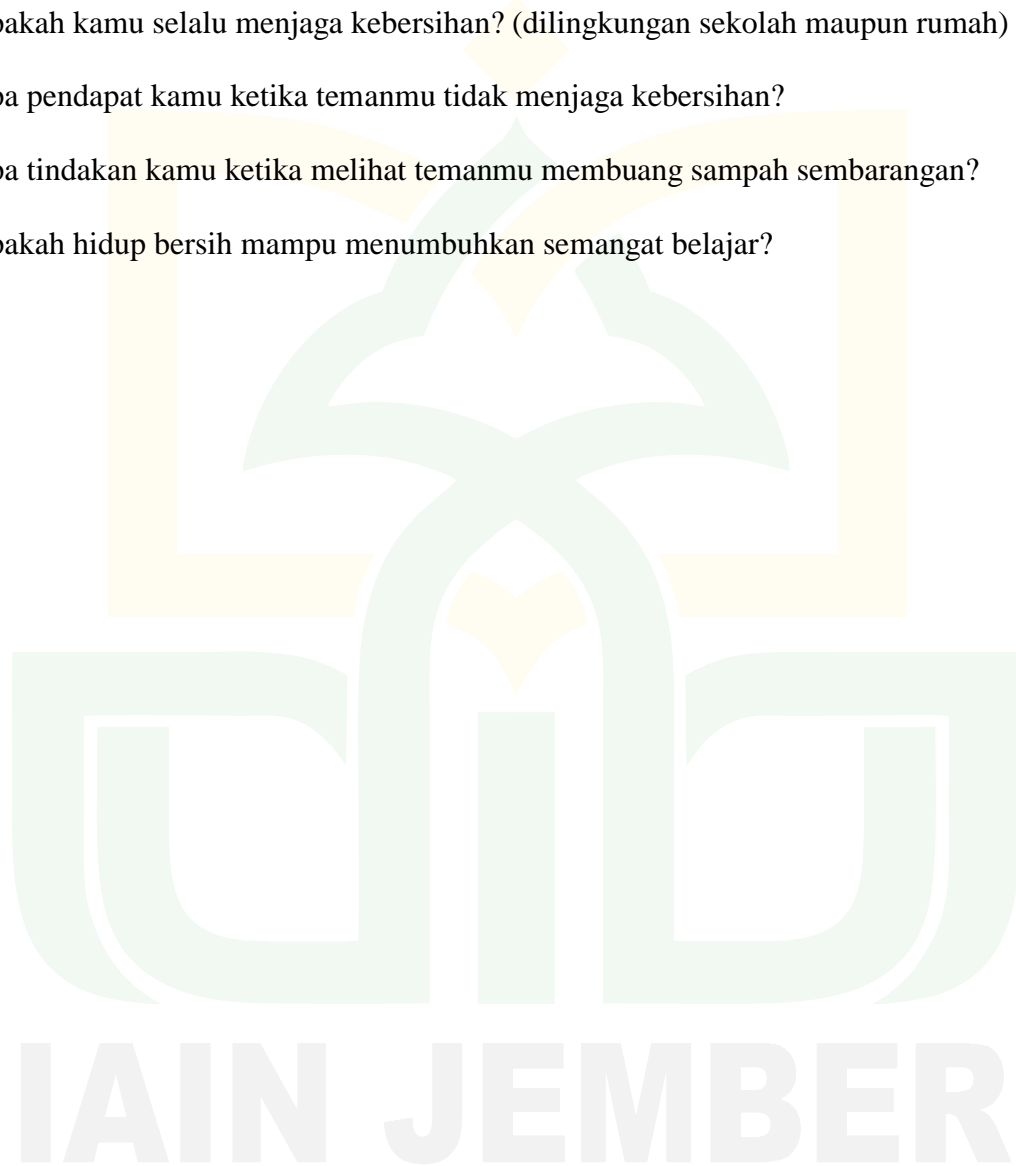 pakah kamu selalu menjaga kebersihan? (dilingkungan sekolah maupun rumah)
pa pendapat kamu ketika temanmu tidak menjaga kebersihan?
pa tindakan kamu ketika melihat temanmu membuang sampah sembarangan?
pakah hidup bersih mampu menumbuhkan semangat belajar?
IAIN JEMBER